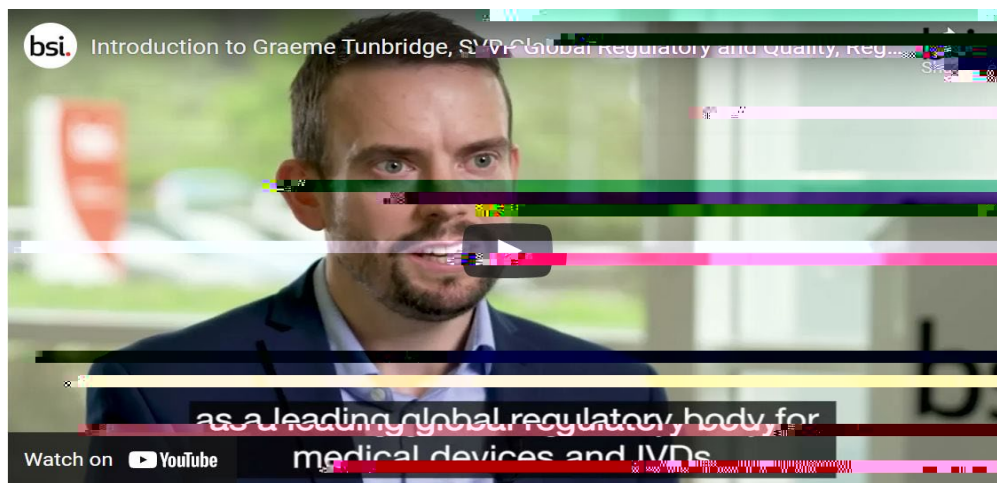 bsi. Introduction to Graeme Tunbridge, SVP Global Regulatory and Quality, Reg...
as a leading global regulatory body for
medical devices and IVDs
Watch on YouTube
bs